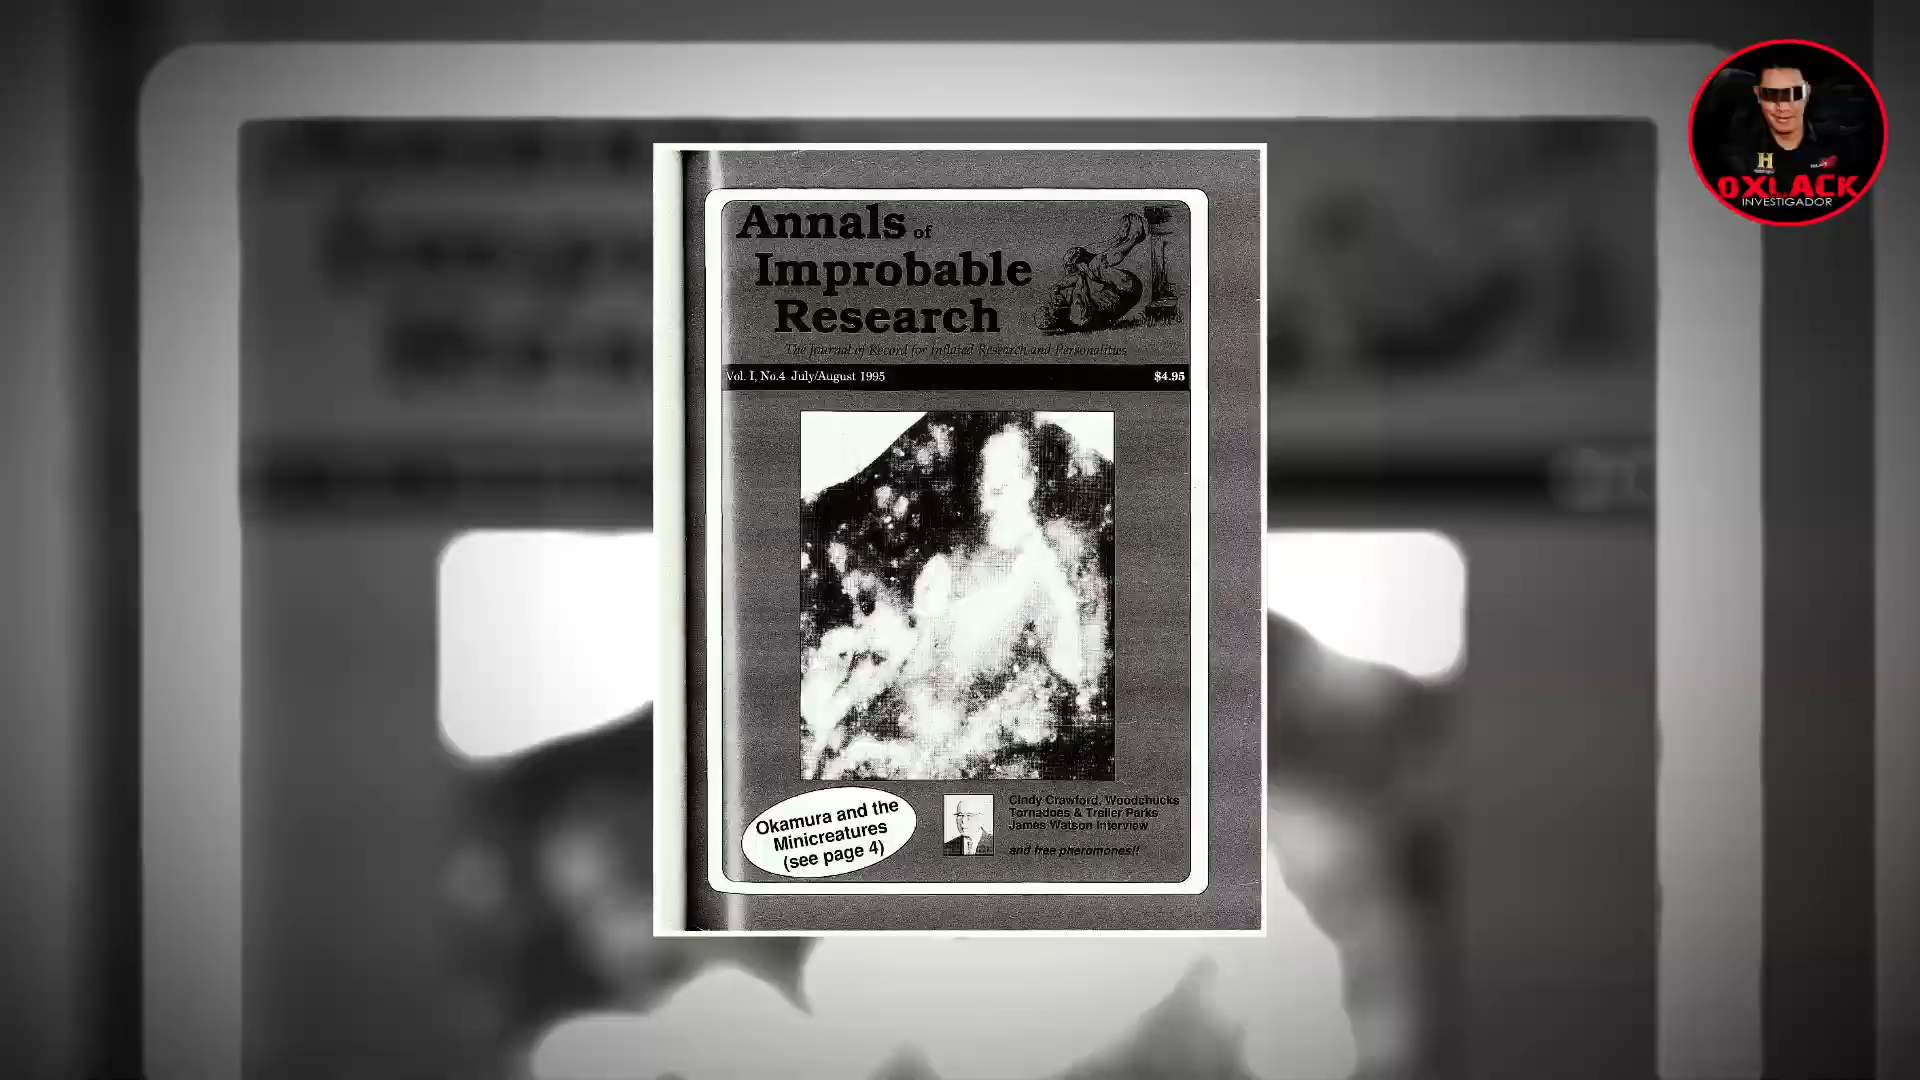 Annals of
Improbable
Research
The Journal of Record for Inflated Research and Personalities
Vol. I, No.4 July/August 1995
$4.95
Okamura and the
Minicreatures
(see page 4)
Cindy Crawford, Woodchucks
Tornadoes & Trailer Parks
James Watson Interview
and free pheromones!!
H
OXLACK
INVESTIGADOR